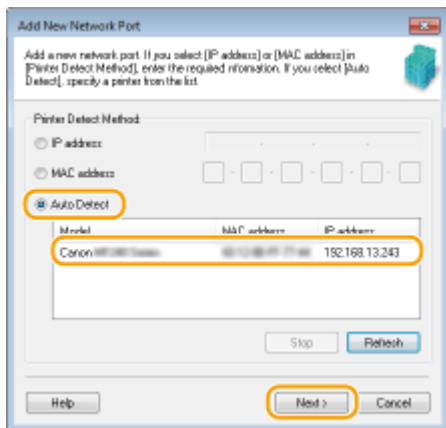 Add New Network Port
Add a new network port. If you select [IP address] or [MAC address] in
[Printer Detect Method], enter the required nformation. If you select [Auto
Detect], specify a printer from the list.
Printer Detect Method:
IP address
MAC address
Auto Detect
Model MAC address IP address
Canon 192.168.13.243
Stop Refresh
Help Next > Cancel